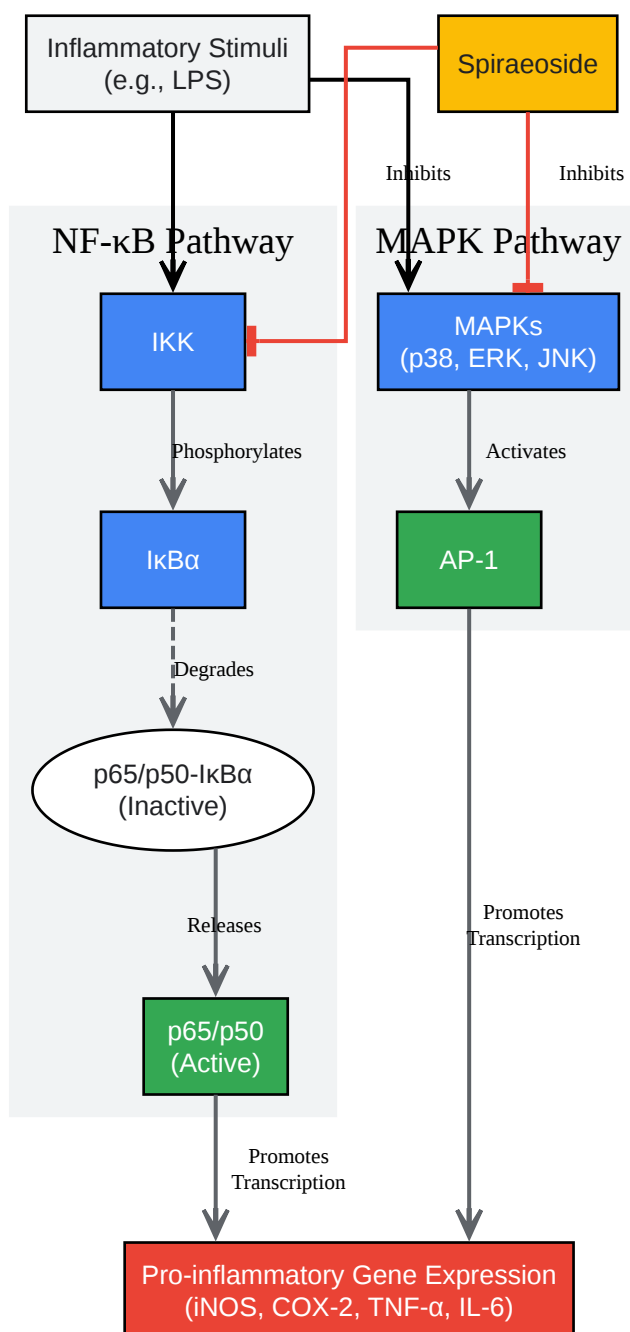 Inflammatory Stimuli
(e.g., LPS)
Spiraeoside
Inhibits
Inhibits
NF-κB Pathway
MAPK Pathway
IKK
MAPKs
(p38, ERK, JNK)
Phosphorylates
Activates
IκBα
AP-1
Degrades
p65/p50-IκBα
(Inactive)
Releases
Promotes
Transcription
p65/p50
(Active)
Promotes
Transcription
Pro-inflammatory Gene Expression
(iNOS, COX-2, TNF-α, IL-6)